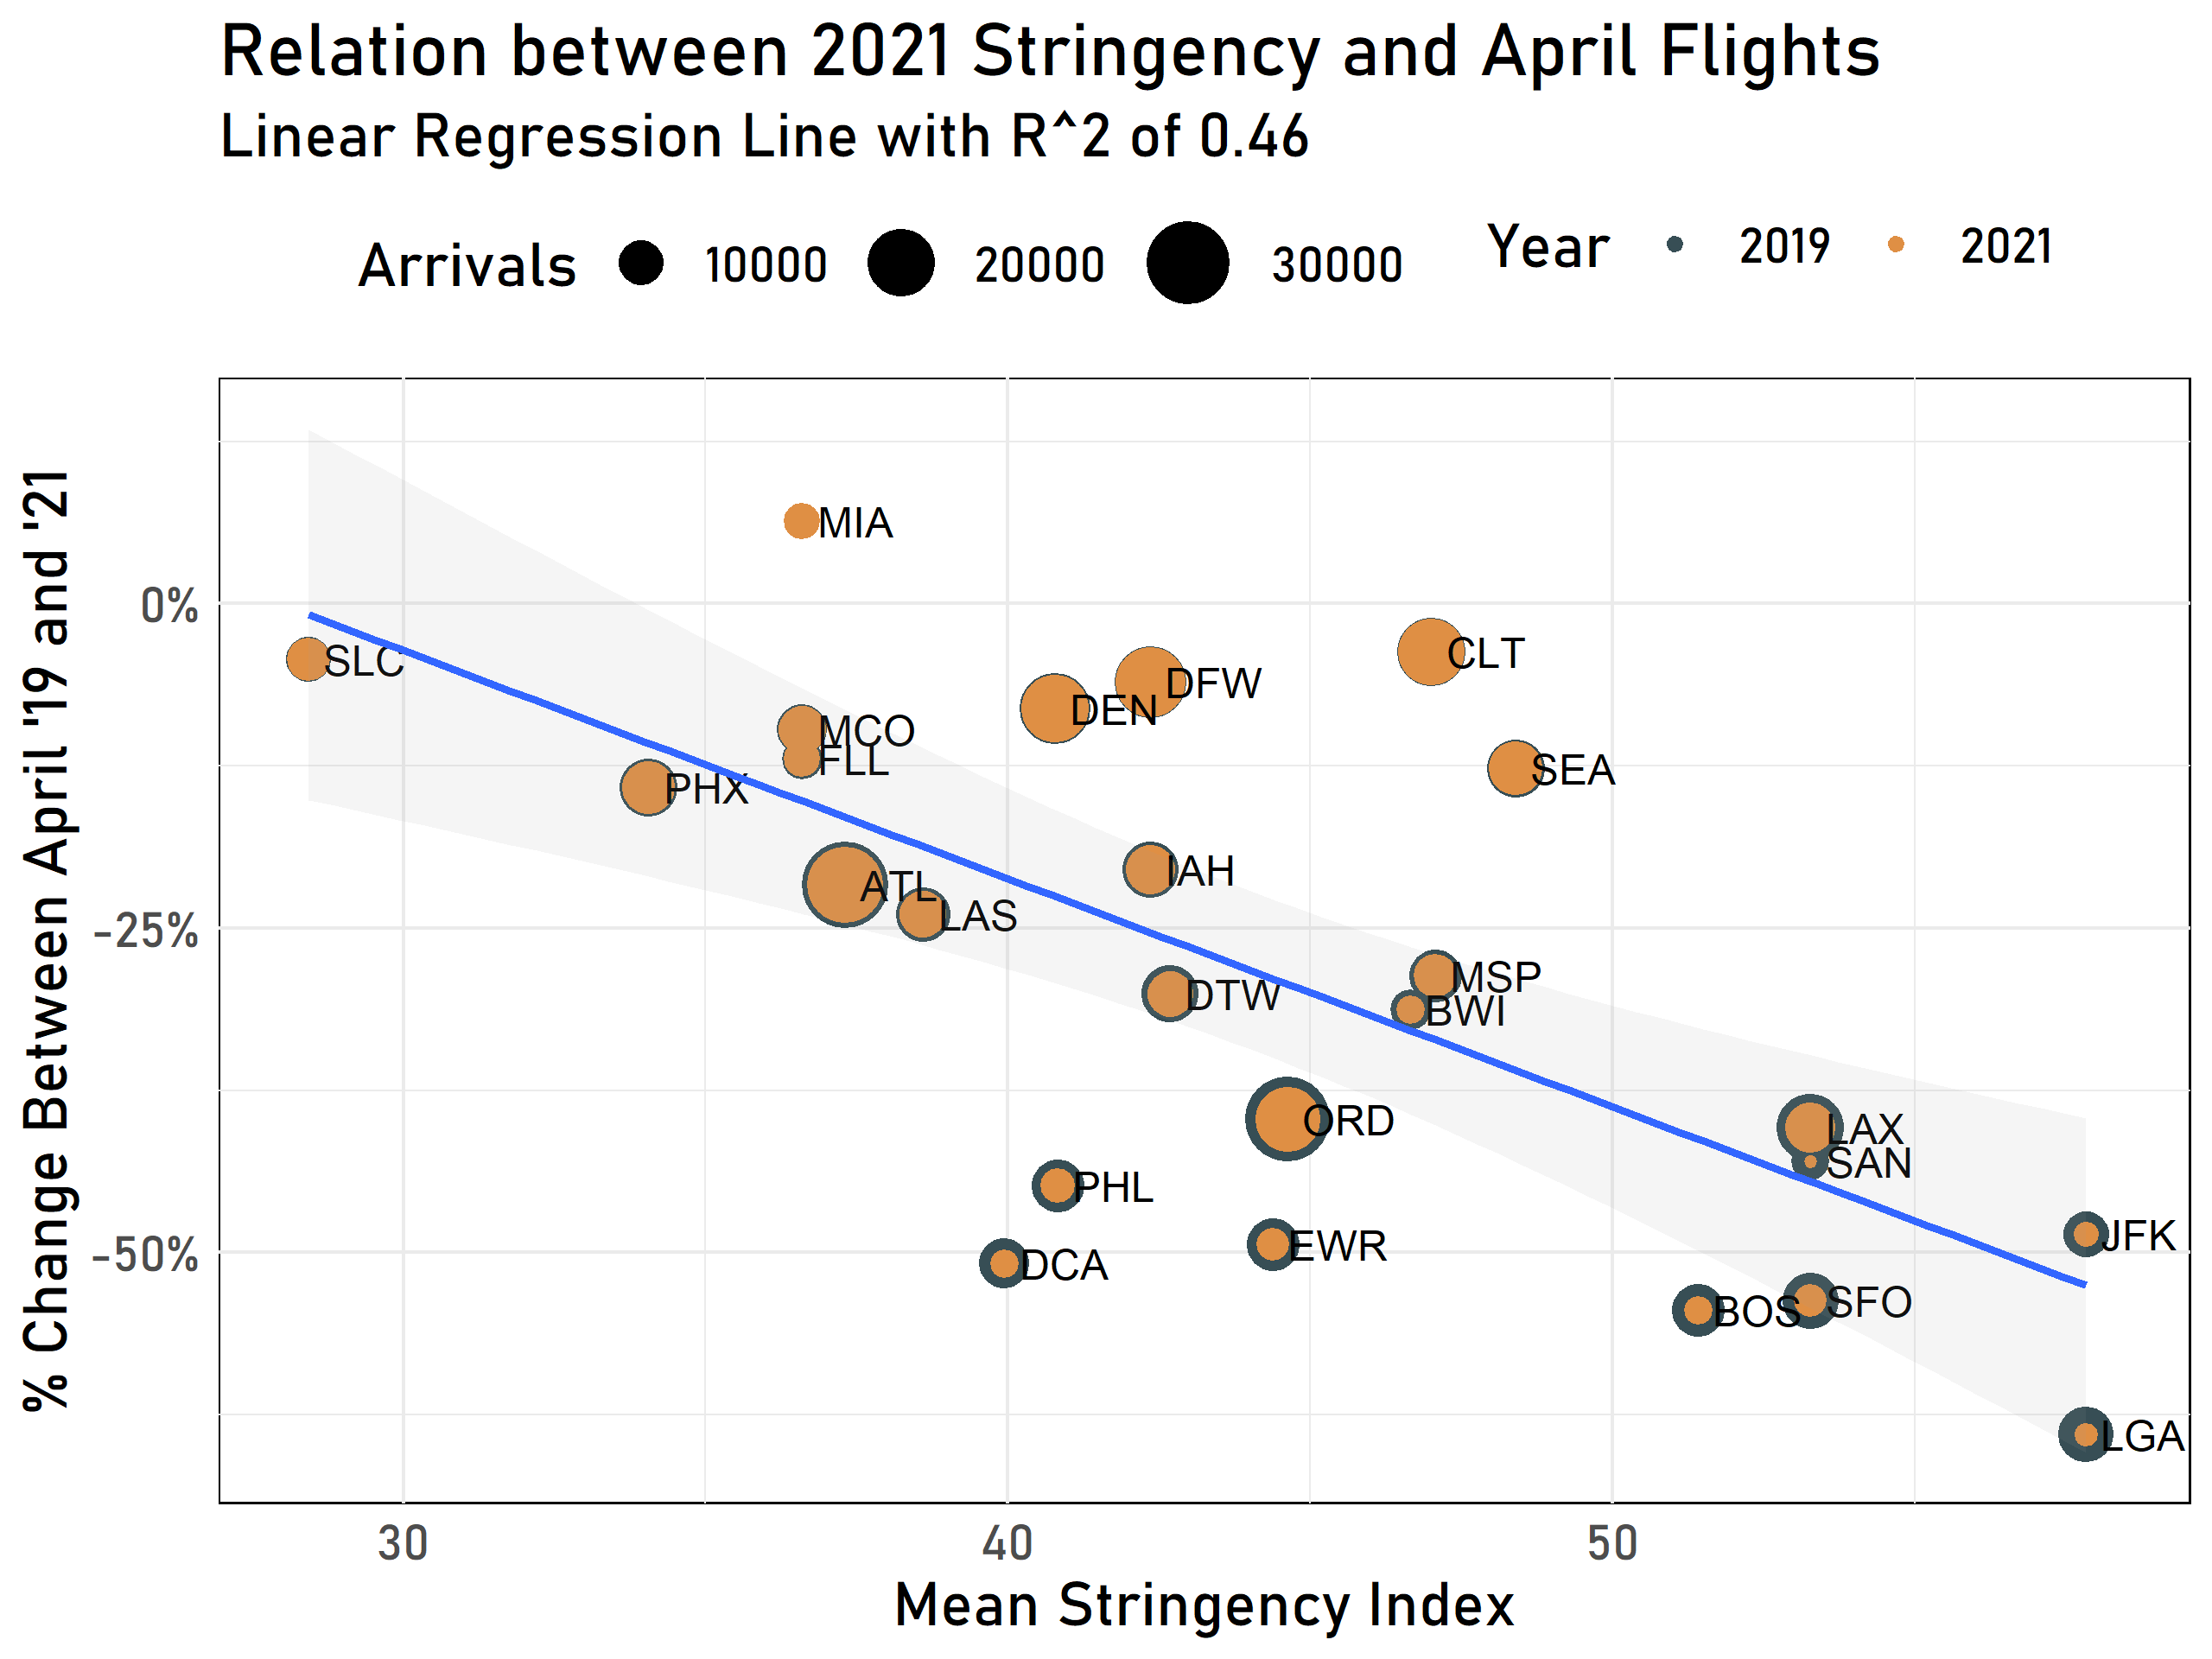 Relation between 2021 Stringency and April Flights
Linear Regression Line with R^2 of 0.46
Arrivals 10000 20000 30000 Year 2019 2021
% Change Between April '19 and '21
0%
-25%
-50%
MIA
SLC
CLT
DFW
DEN
MCO
FLL
SEA
PHX
IAH
ATL
LAS
MSP
DTW
BWI
ORD
LAX
SAN
PHL
JFK
EWR
DCA
SFO
BOS
LGA
30 40 50
Mean Stringency Index